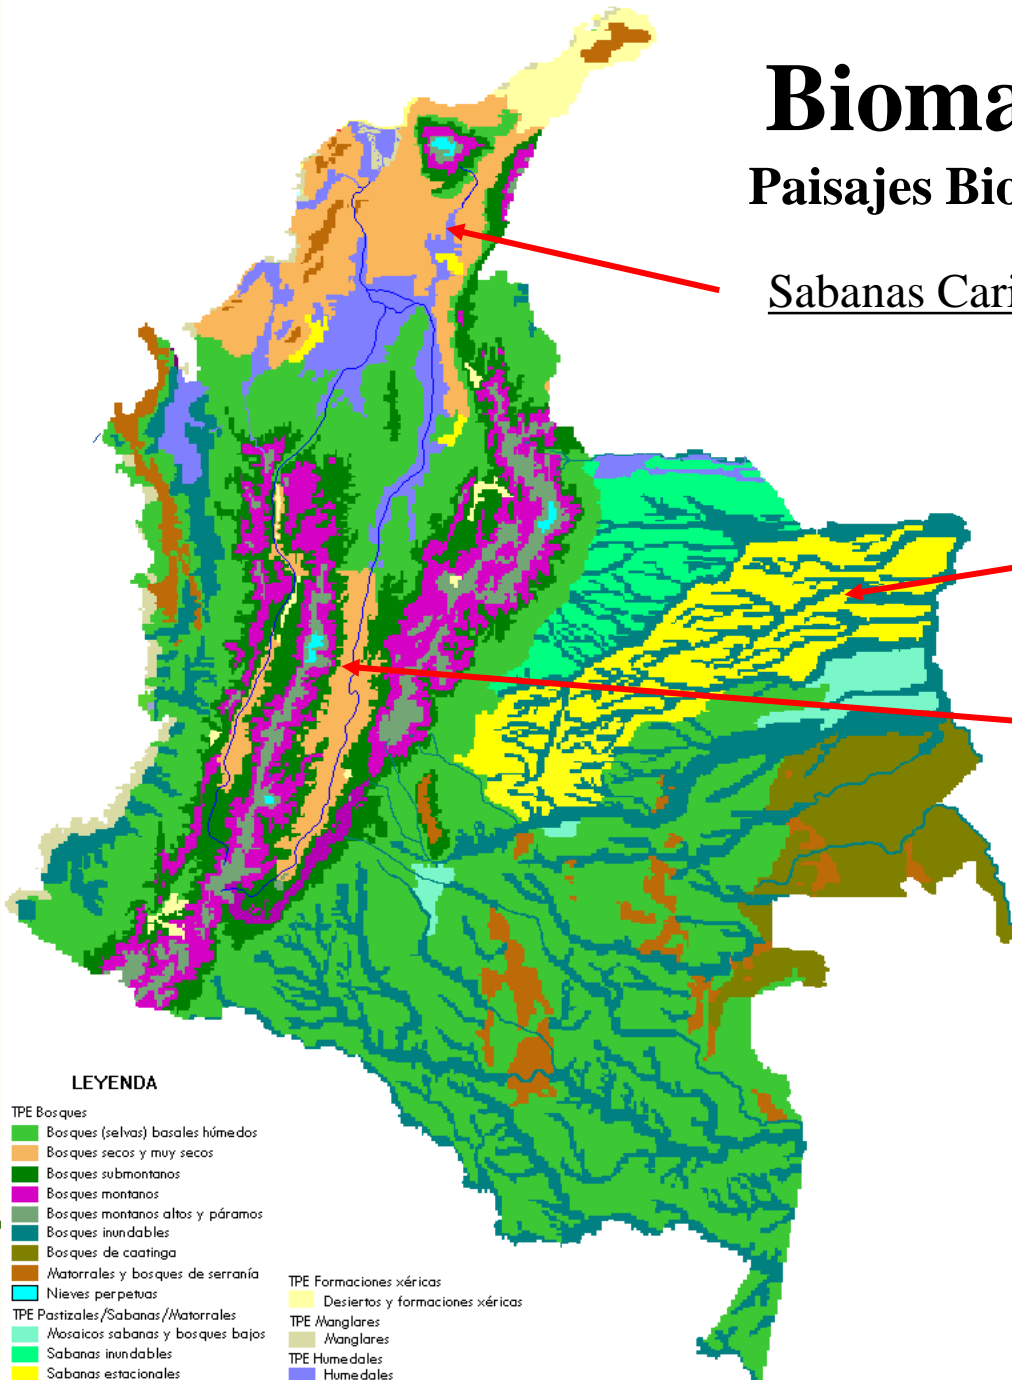 Bioma
Paisajes Bio
Sabanas Cari
LEYENDA
TPE Bosques
Bosques (selvas) basales húmedos
Bosques secos y muy secos
Bosques submontanos
Bosques montanos
Bosques montanos altos y páramos
Bosques inundables
Bosques de caatinga
Matorrales y bosques de serranía
Nieves perpetuas
TPE Pastizales/Sabanas/Matorrales
Mosaicos sabanas y bosques bajos
Sabanas inundables
Sabanas estacionales
TPE Formaciones xéricas
Desiertos y formaciones xéricas
TPE Manglares
Manglares
TPE Humedales
Humedales